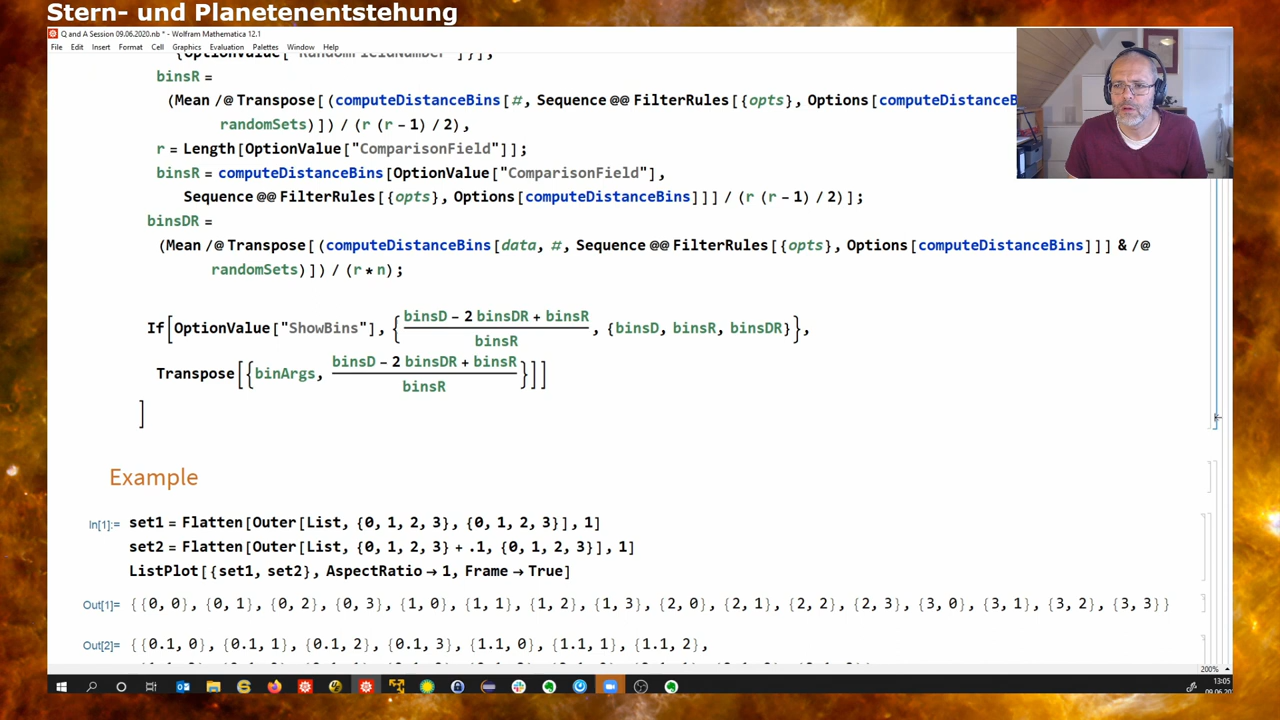 Stern- und Planetenentstehung
Q and A Session 09.06.2020.nb * - Wolfram Mathematica 12.1
File Edit Insert Format Cell Graphics Evaluation Palettes Window Help
{OptionValue["RandomFieldNumber"]}];
binsR =
(Mean /@ Transpose[(computeDistanceBins[#, Sequence @@ FilterRules[{opts}, Options[computeDistanceB
randomSets)]) / (r (r - 1) / 2),
r = Length[OptionValue["ComparisonField"]];
binsR = computeDistanceBins[OptionValue["ComparisonField"],
Sequence @@ FilterRules[{opts}, Options[computeDistanceBins]]] / (r (r - 1) / 2)];
binsDR =
(Mean /@ Transpose[(computeDistanceBins[data, #, Sequence @@ FilterRules[{opts}, Options[computeDistanceBins]]] & /@
randomSets)]) / (r * n);
If[OptionValue["ShowBins"], {
binsD - 2 binsDR + binsR
binsR
, {binsD, binsR, binsDR}},
Transpose[{binArgs,
binsD - 2 binsDR + binsR
binsR
}]]
]
Example
In[1]:= set1 = Flatten[Outer[List, {0, 1, 2, 3}, {0, 1, 2, 3}], 1]
set2 = Flatten[Outer[List, {0, 1, 2, 3} + .1, {0, 1, 2, 3}], 1]
ListPlot[{set1, set2}, AspectRatio → 1, Frame → True]
Out[1]= {{0, 0}, {0, 1}, {0, 2}, {0, 3}, {1, 0}, {1, 1}, {1, 2}, {1, 3}, {2, 0}, {2, 1}, {2, 2}, {2, 3}, {3, 0}, {3, 1}, {3, 2}, {3, 3}}
Out[2]= {{0.1, 0}, {0.1, 1}, {0.1, 2}, {0.1, 3}, {1.1, 0}, {1.1, 1}, {1.1, 2},
200%
13:05